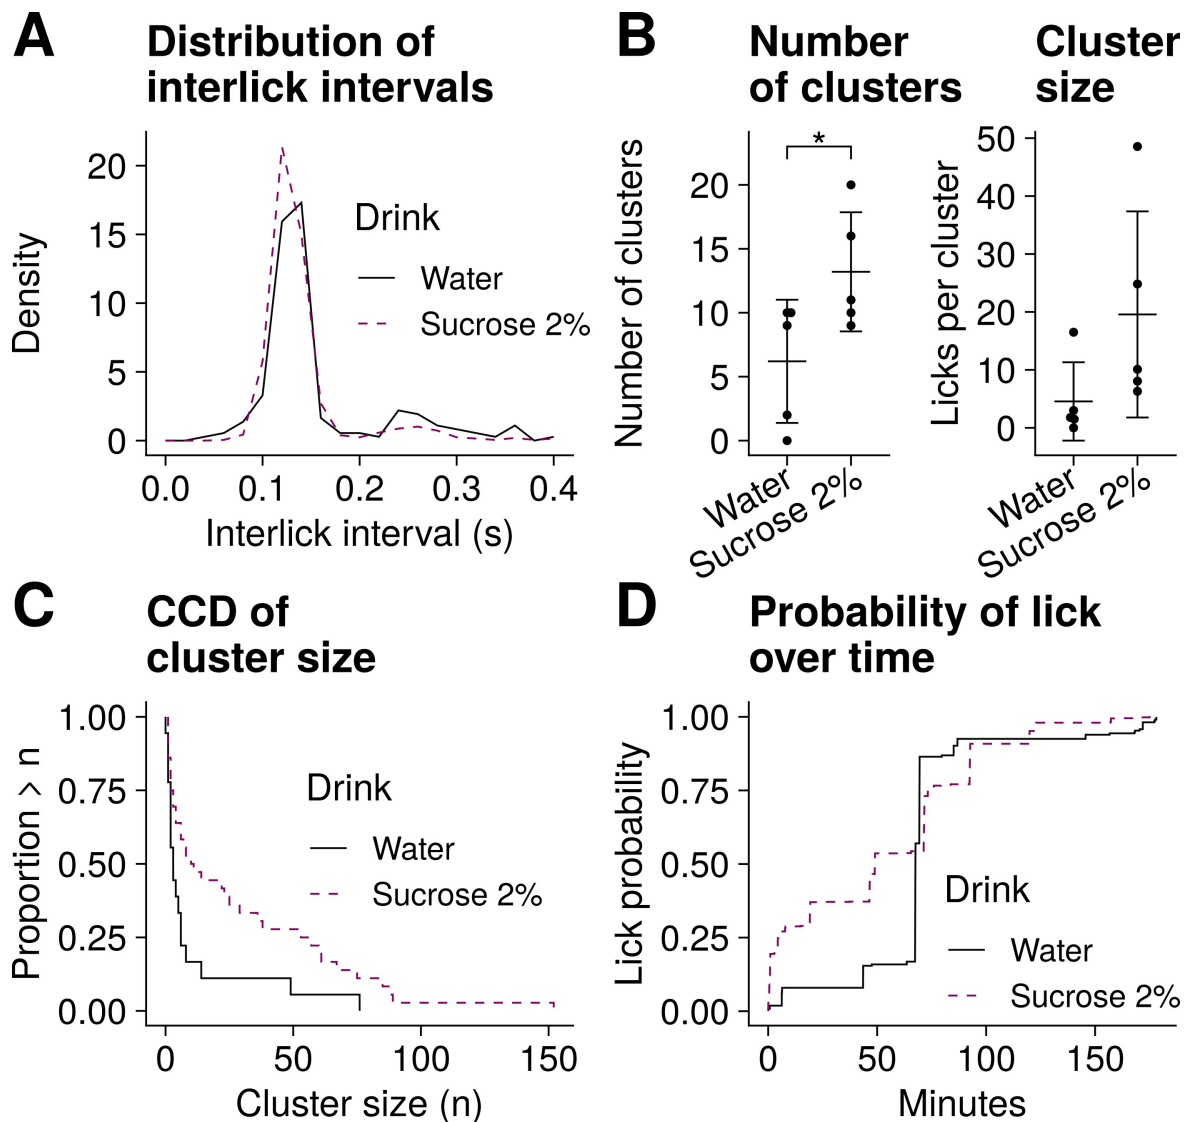 A
Distribution of
interlick intervals
Density
20
15
10
5
0
Drink
Water
Sucrose 2%
0.0 0.1 0.2 0.3 0.4
Interlick interval (s)
B
Number
of clusters
Number of clusters
20
15
10
5
0
*
Water
Sucrose 2%
Cluster
size
Licks per cluster
50
40
30
20
10
0
Water
Sucrose 2%
C
CCD of
cluster size
Proportion > n
1.00
0.75
0.50
0.25
0.00
Drink
Water
Sucrose 2%
0 50 100 150
Cluster size (n)
D
Probability of lick
over time
Lick probability
1.00
0.75
0.50
0.25
0.00
Drink
Water
Sucrose 2%
0 50 100 150
Minutes